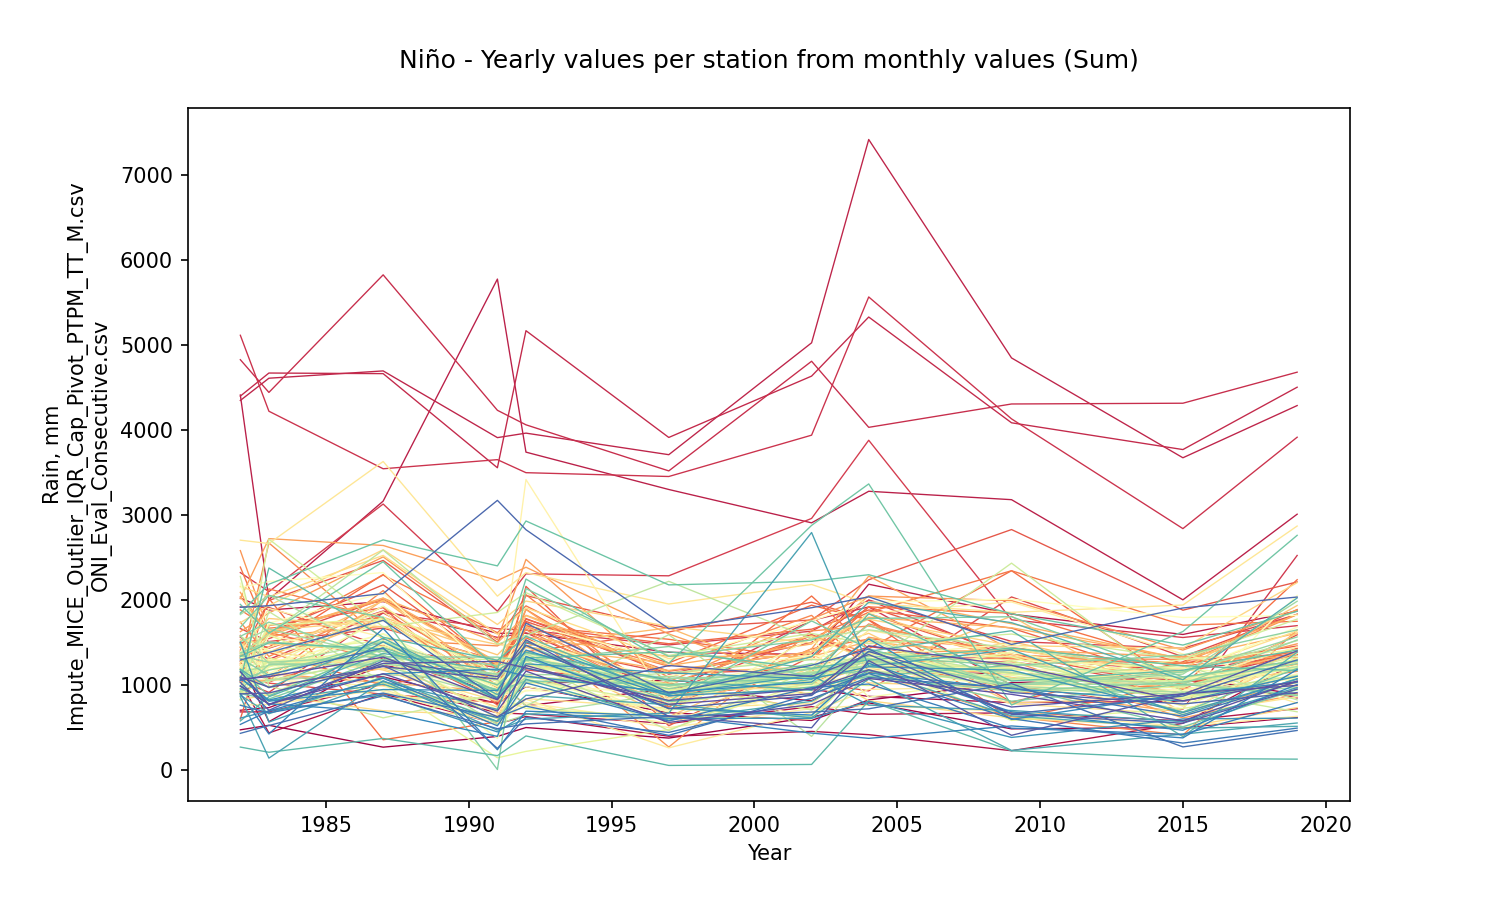 Niño - Yearly values per station from monthly values (Sum)
Rain, mm
Impute_MICE_Outlier_IQR_Cap_Pivot_PTPM_TT_M.csv
ONI_Eval_Consecutive.csv
7000
6000
5000
4000
3000
2000
1000
0
1985 1990 1995 2000 2005 2010 2015 2020
Year